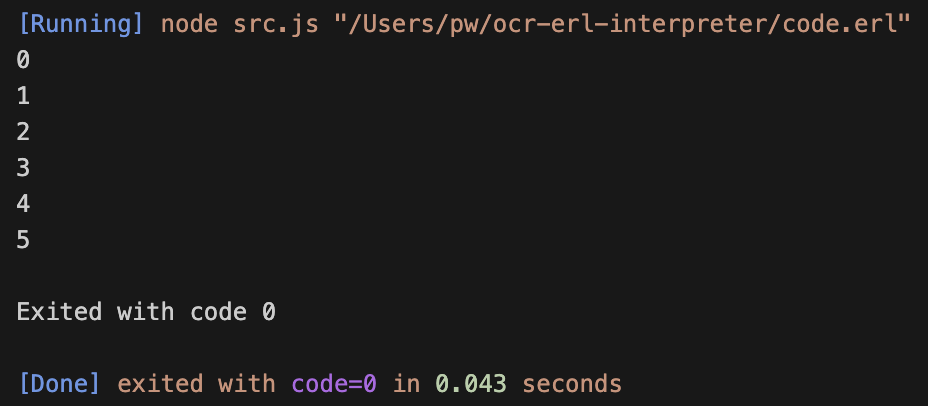 [Running] node src.js "/Users/pw/ocr-erl-interpreter/code.erl"
0
1
2
3
4
5
Exited with code 0
[Done] exited with code=0 in 0.043 seconds